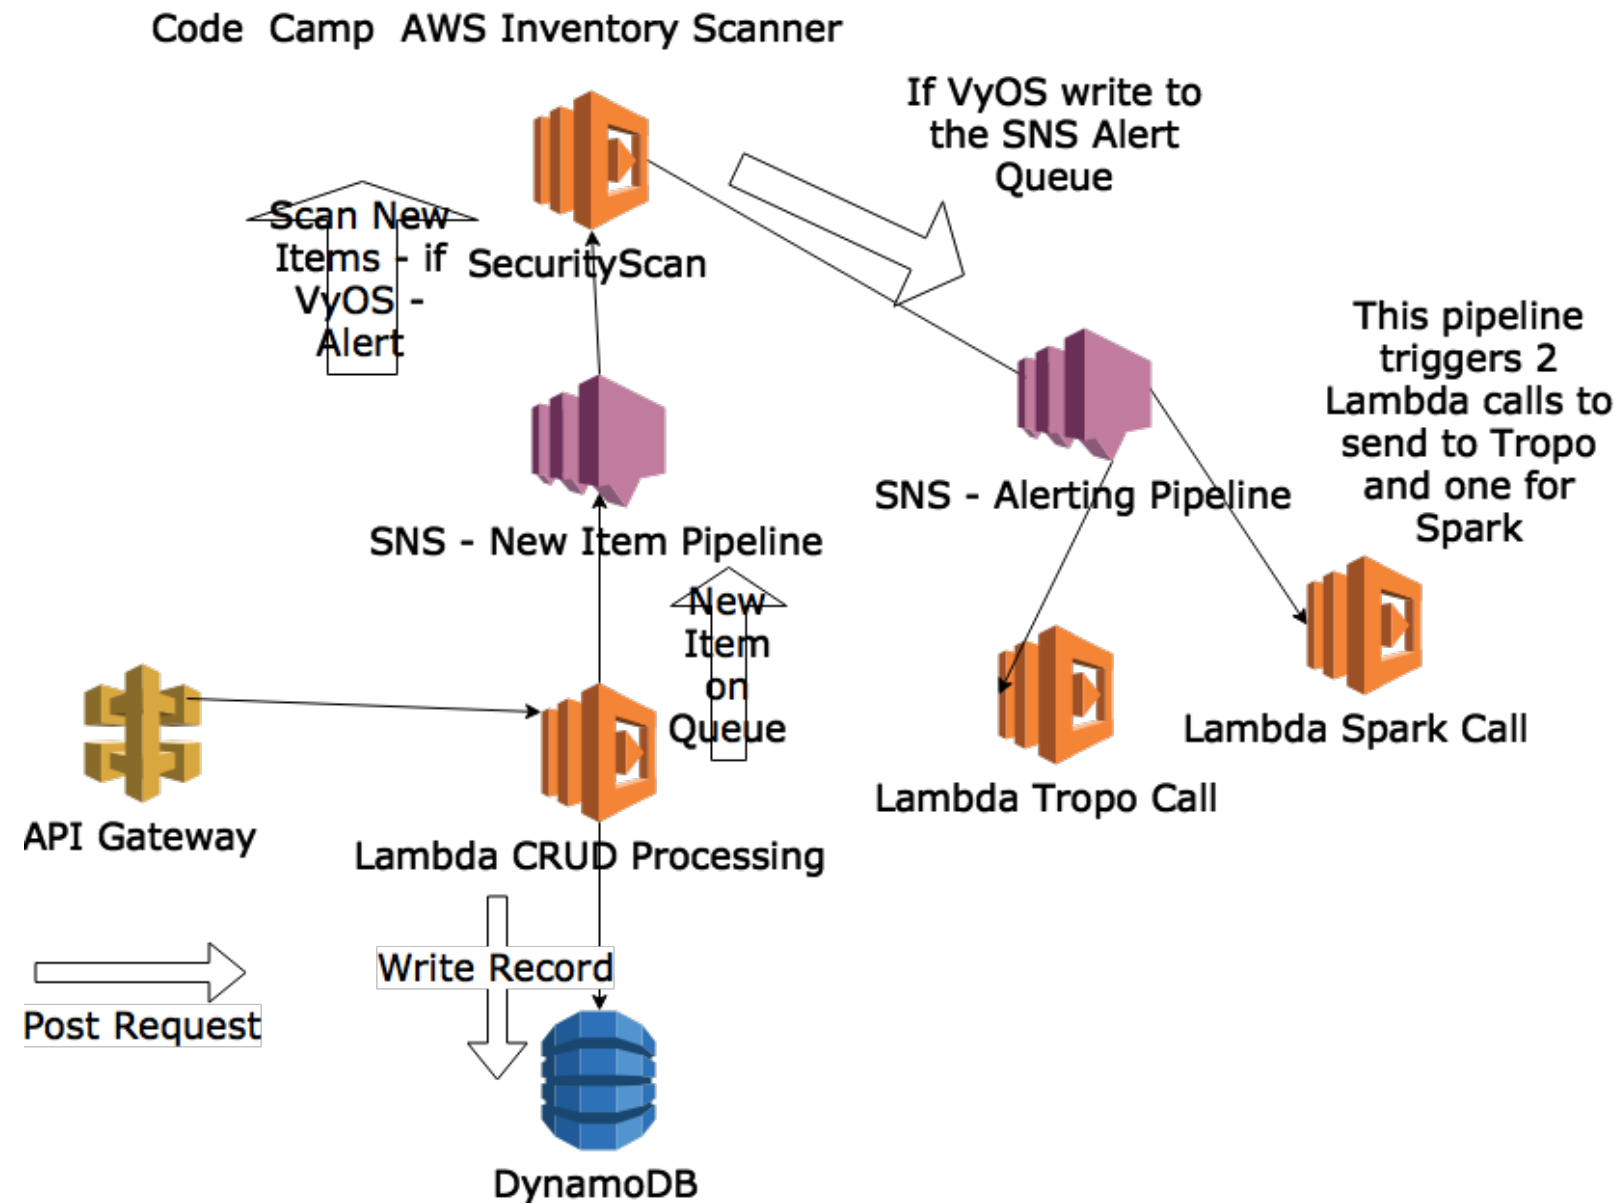 Code Camp AWS Inventory Scanner
If VyOS write to
the SNS Alert
Queue
Scan New
Items - if
VyOS -
Alert
SecurityScan
This pipeline
triggers 2
Lambda calls to
send to Tropo
and one for
Spark
SNS - Alerting Pipeline
SNS - New Item Pipeline
New
Item
on
Queue
Lambda Spark Call
Lambda Tropo Call
API Gateway
Lambda CRUD Processing
Write Record
Post Request
DynamoDB